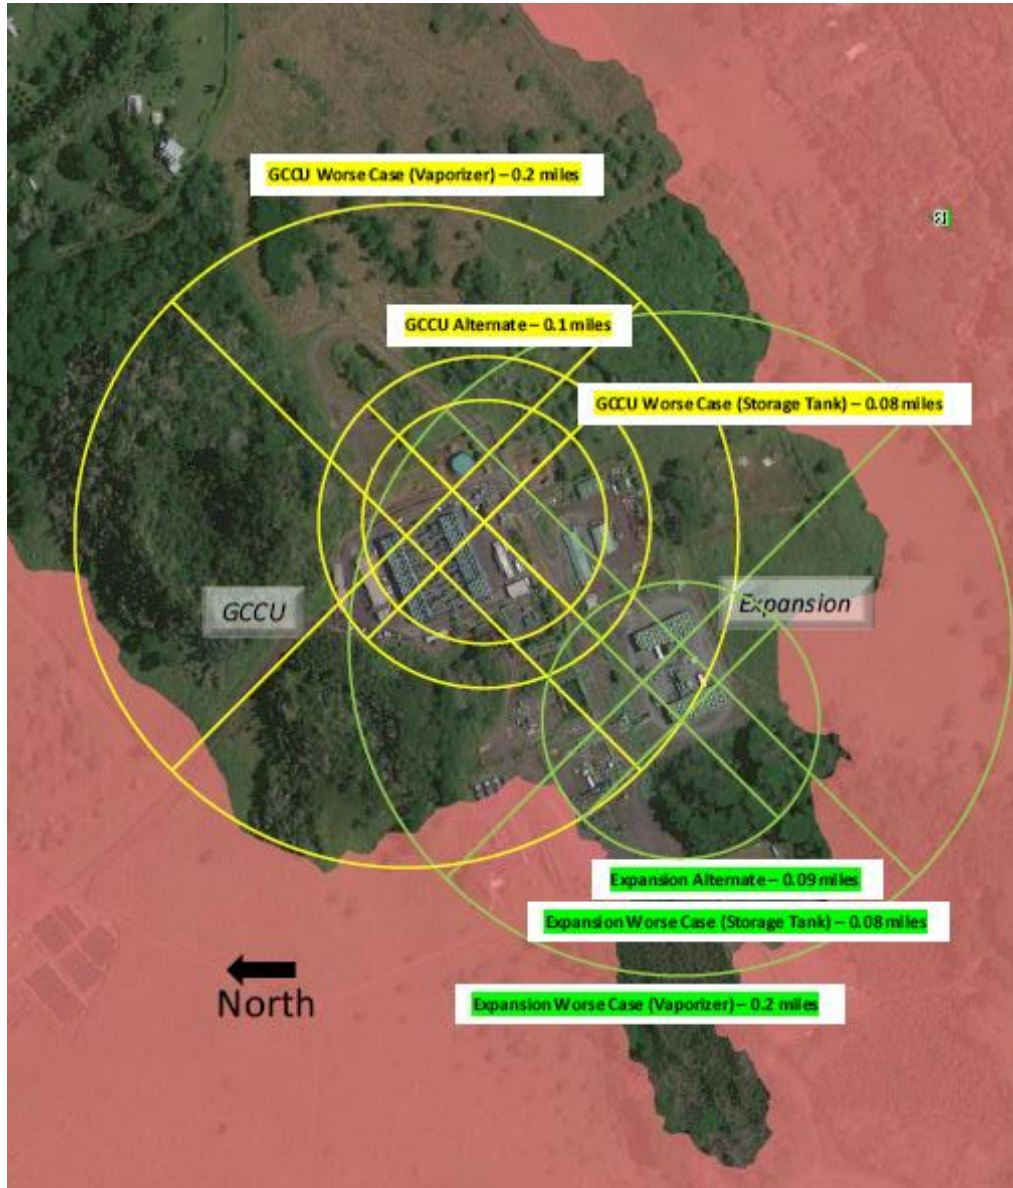 GCCU Worse Case (Vaporizer) – 0.2 miles
GCCU Alternate – 0.1 miles
GCCU Worse Case (Storage Tank) – 0.08 miles
GCCU
Expansion
Expansion Alternate – 0.09 miles
Expansion Worse Case (Storage Tank) – 0.08 miles
North
Expansion Worse Case (Vaporizer) – 0.2 miles